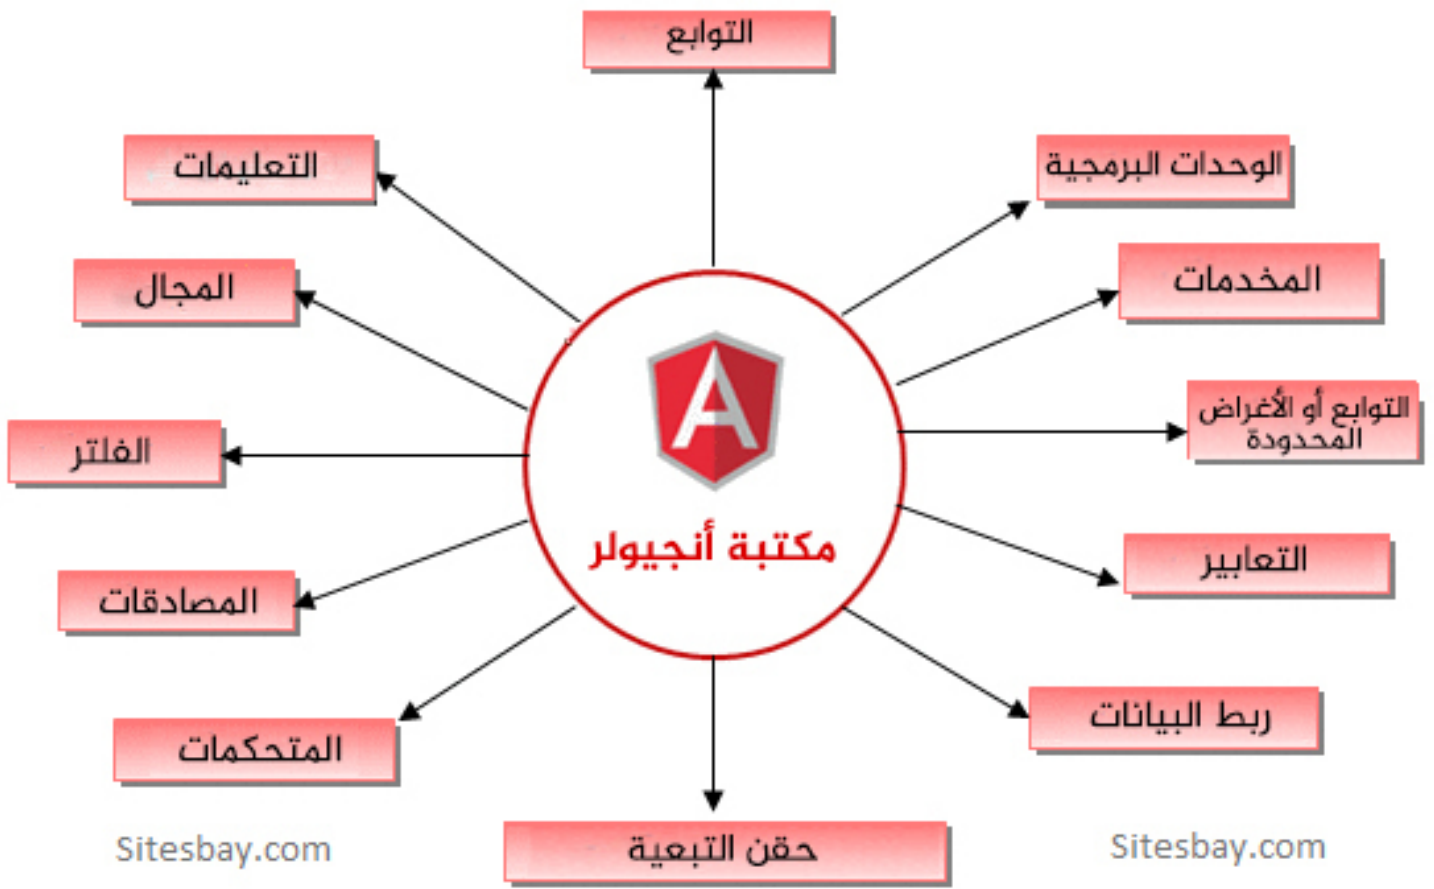 التوابع
الوحدات البرمجية
التعليمات
المخدمات
المجال
التوابع أو الأغراض
المحدودة
الفلتر
مكتبة أنجيولر
التعابير
المصادقات
ربط البيانات
المتحكمات
حقن التبعية
Sitesbay.com
Sitesbay.com